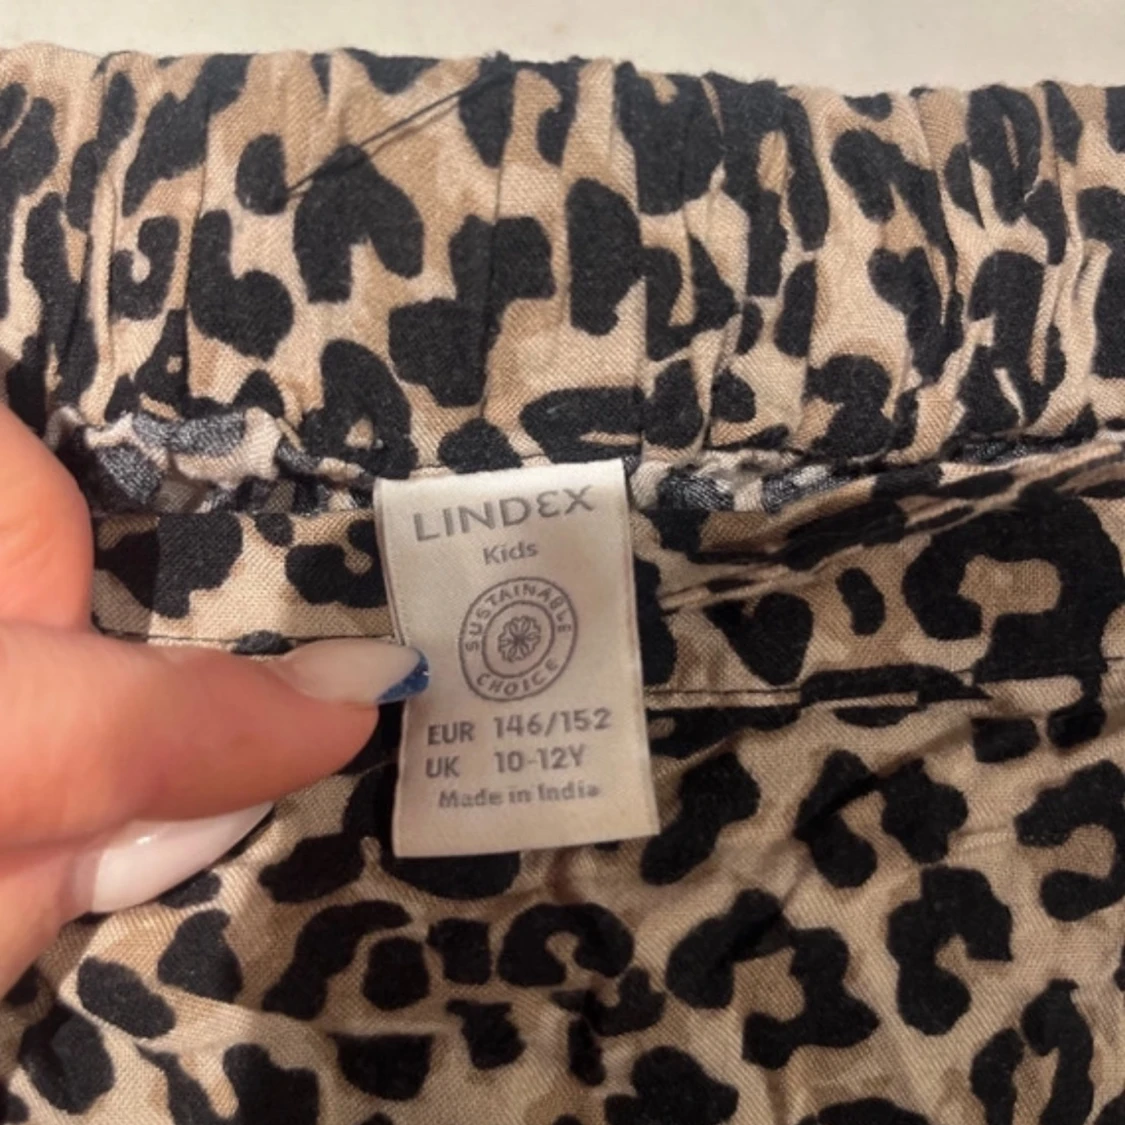 LINDEX
Kids
SUSTAINABLE
CHOICE
EUR 146/152
UK 10-12Y
Made in India